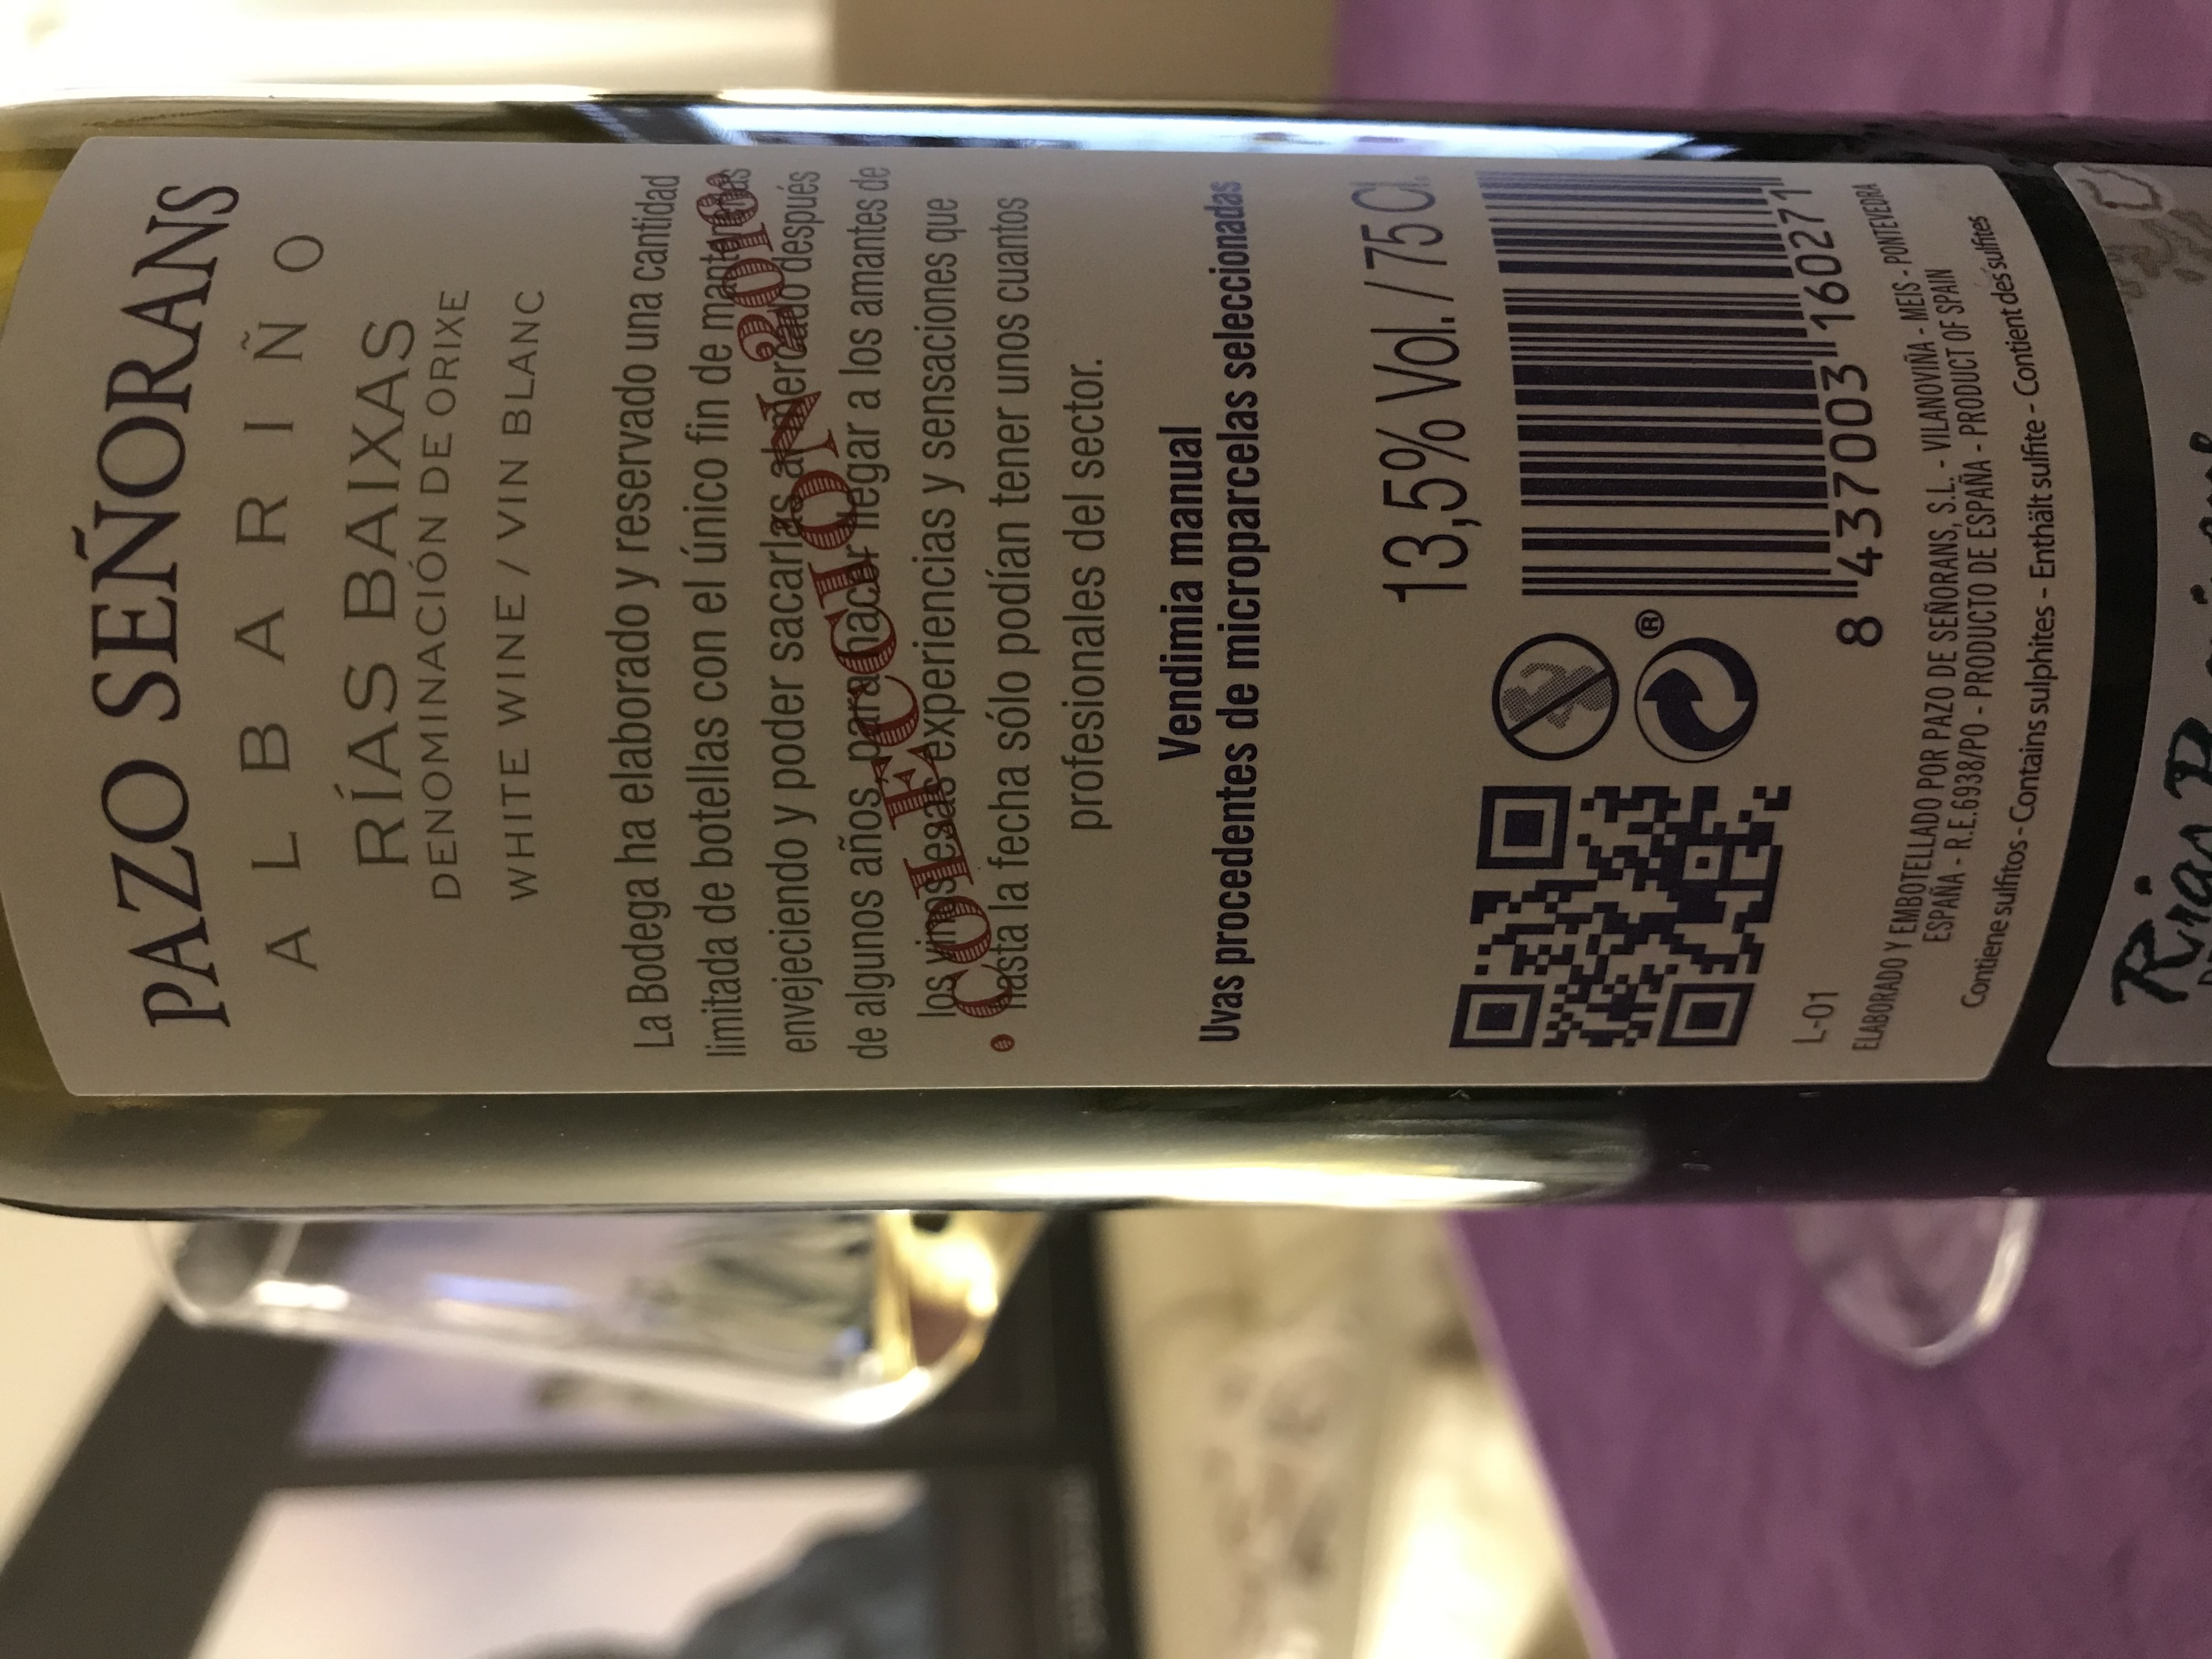 PAZO SEÑORANS
ALBARIÑO
RÍAS BAIXAS
DENOMINACIÓN DE ORIXE
WHITE WINE / VIN BLANC
La Bodega ha elaborado y reservado una cantidad
limitada de botellas con el único fin de mantenerlas
envejeciendo y poder sacarlas al mercado después
de algunos años, para hacer llegar a los amantes de
los vinos esas experiencias y sensaciones que
hasta la fecha sólo podían tener unos cuantos
profesionales del sector.
• COLECCION 2010
Vendimia manual
Uvas procedentes de microparcelas seleccionadas
13,5% Vol. / 75 Cl.
®
8 437003 160271
L-01
ELABORADO Y EMBOTELLADO POR PAZO DE SEÑORANS, S.L. - VILANOVIÑA - MEIS - PONTEVEDRA
ESPAÑA - R.E.6938/PO - PRODUCTO DE ESPAÑA - PRODUCT OF SPAIN
Contiene sulfitos - Contains sulphites - Enthält sulfite - Contient des sulfites